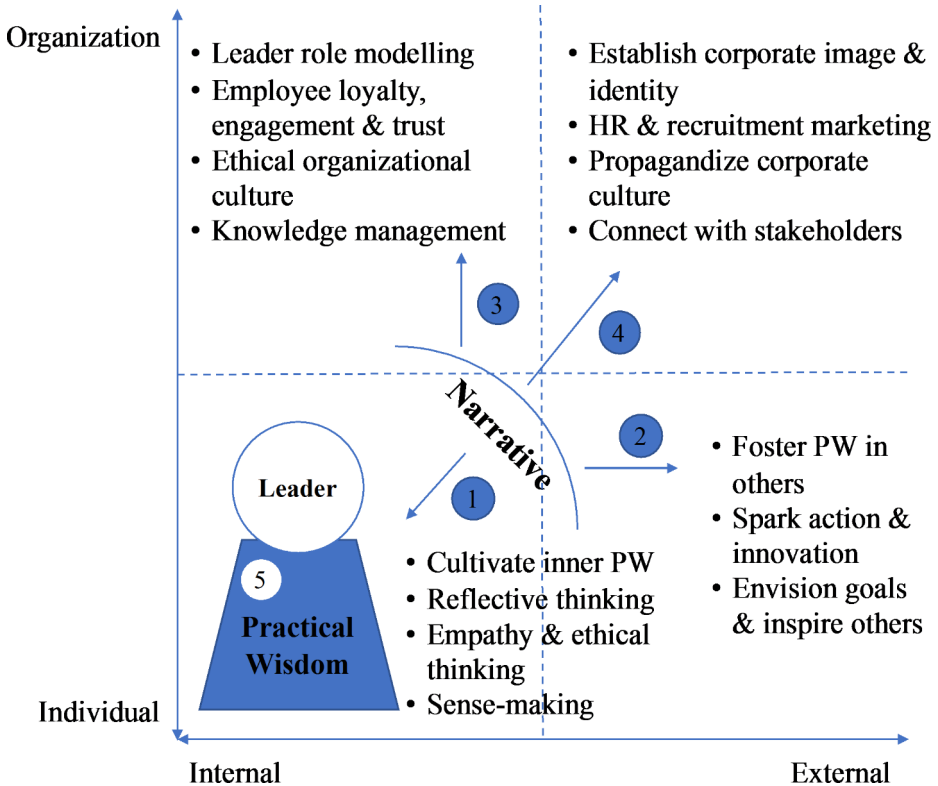 Organization
• Leader role modelling
• Employee loyalty,
engagement & trust
• Ethical organizational
culture
• Knowledge management
• Establish corporate image &
identity
• HR & recruitment marketing
• Propagandize corporate
culture
• Connect with stakeholders
3
4
Narrative
2
1
• Foster PW in
others
• Spark action &
innovation
• Envision goals
& inspire others
Leader
5
Practical
Wisdom
• Cultivate inner PW
• Reflective thinking
• Empathy & ethical
thinking
• Sense-making
Individual
Internal
External